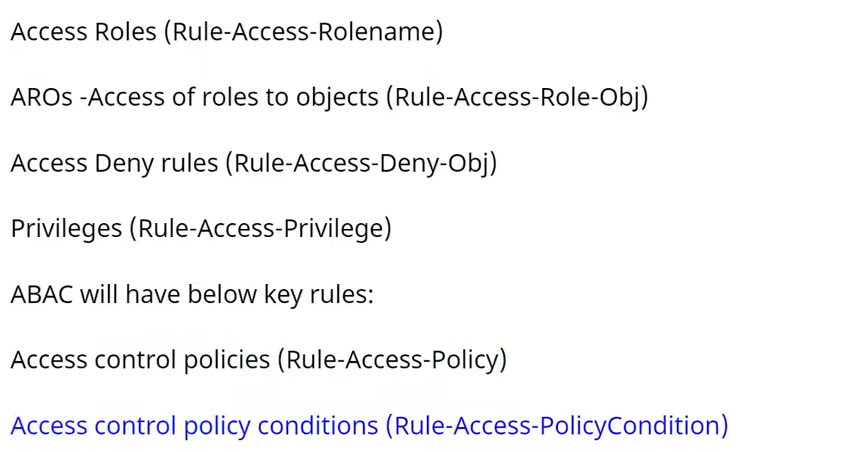 Access Roles (Rule-Access-Rolename)
AROs -Access of roles to objects (Rule-Access-Role-Obj)
Access Deny rules (Rule-Access-Deny-Obj)
Privileges (Rule-Access-Privilege)
ABAC will have below key rules:
Access control policies (Rule-Access-Policy)
Access control policy conditions (Rule-Access-PolicyCondition)